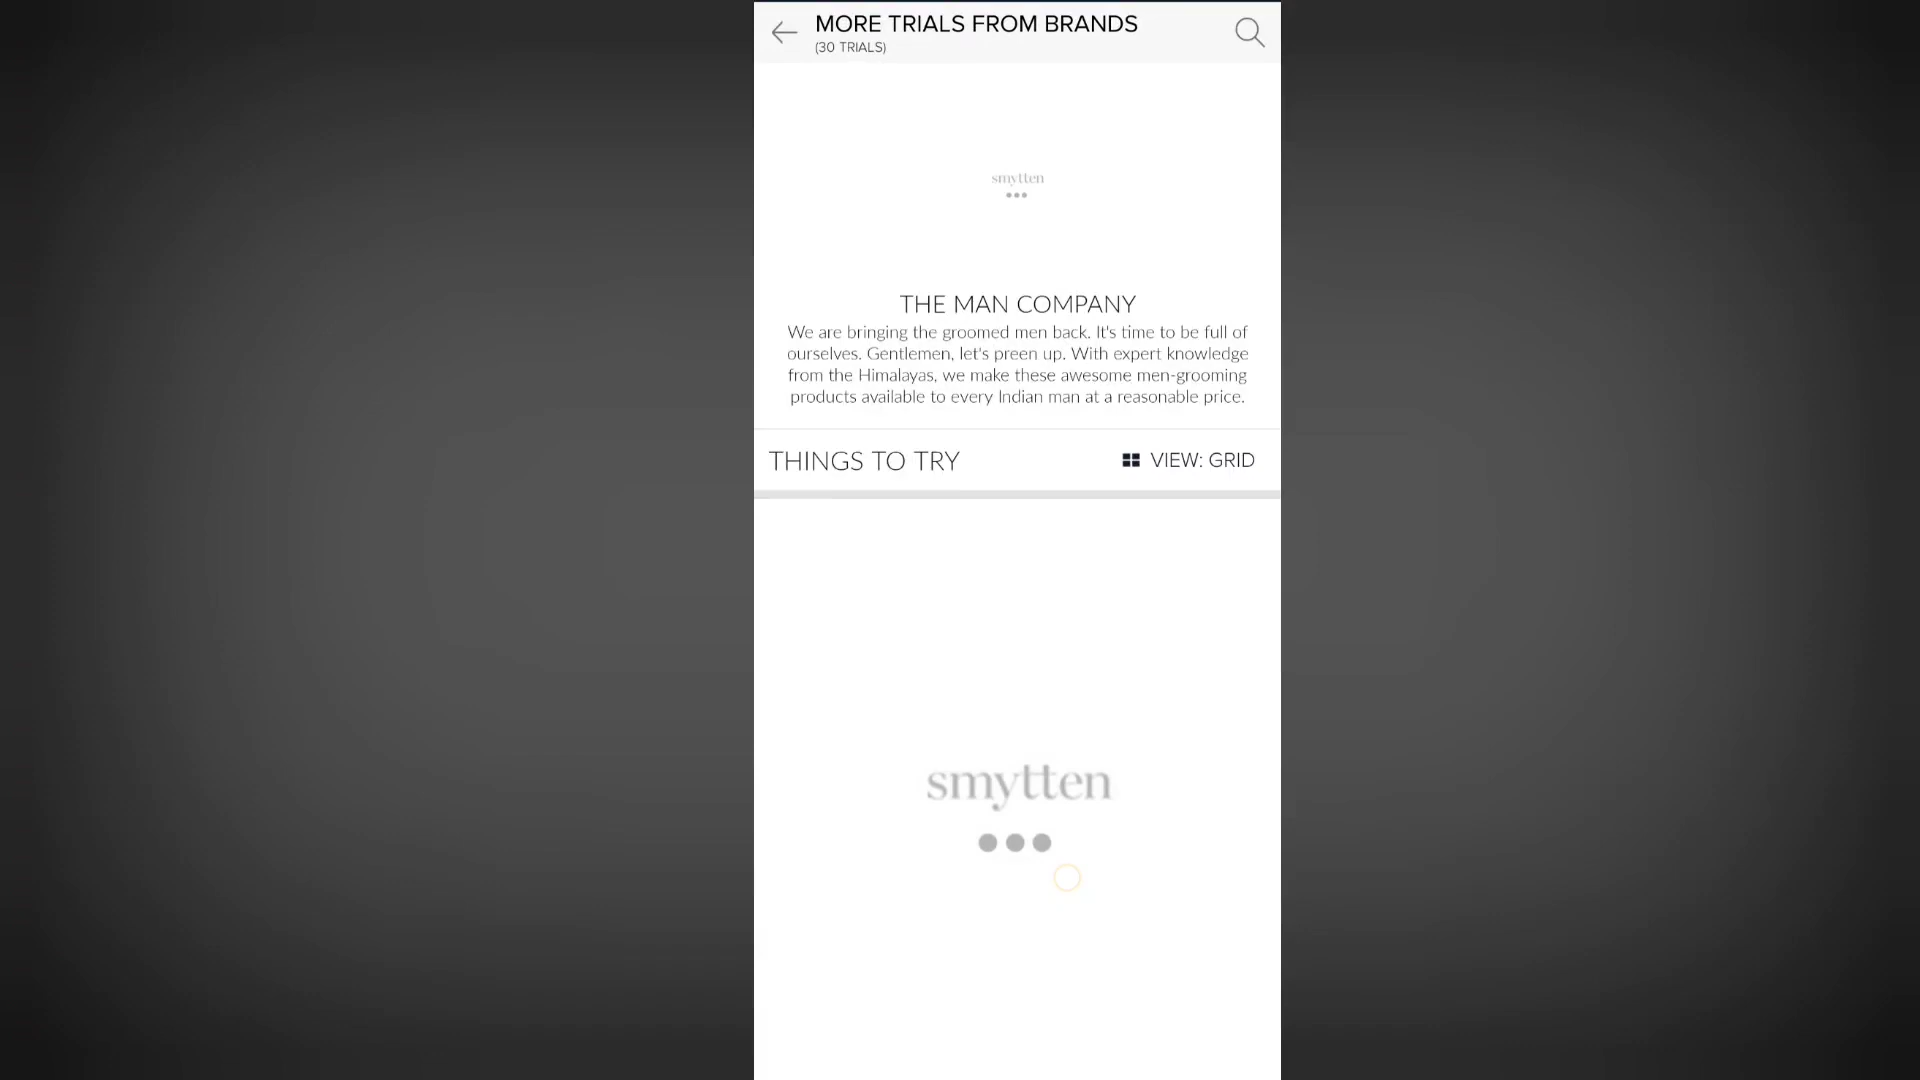 MORE TRIALS FROM BRANDS
(30 TRIALS)
smytten
THE MAN COMPANY
We are bringing the groomed men back. It's time to be full of
ourselves. Gentlemen, let's preen up. With expert knowledge
from the Himalayas, we make these awesome men-grooming
products available to every Indian man at a reasonable price.
THINGS TO TRY
VIEW: GRID
smytten